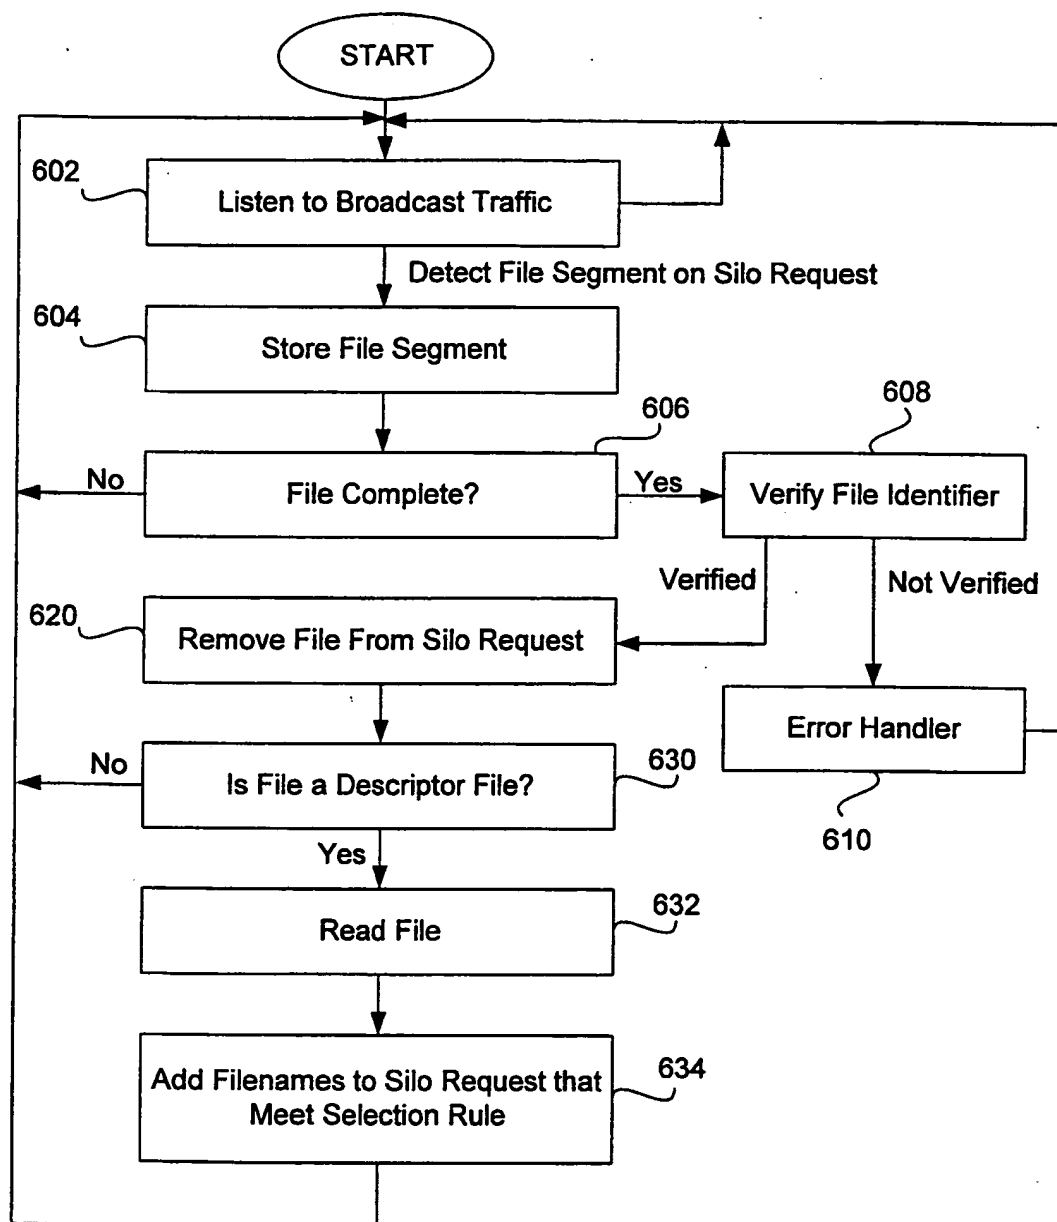 START
602
Listen to Broadcast Traffic
Detect File Segment on Silo Request
604
Store File Segment
606
608
No
File Complete?
Yes
Verify File Identifier
Verified
Not Verified
620
Remove File From Silo Request
Error Handler
610
No
Is File a Descriptor File?
630
Yes
Read File
632
Add Filenames to Silo Request that
Meet Selection Rule
634